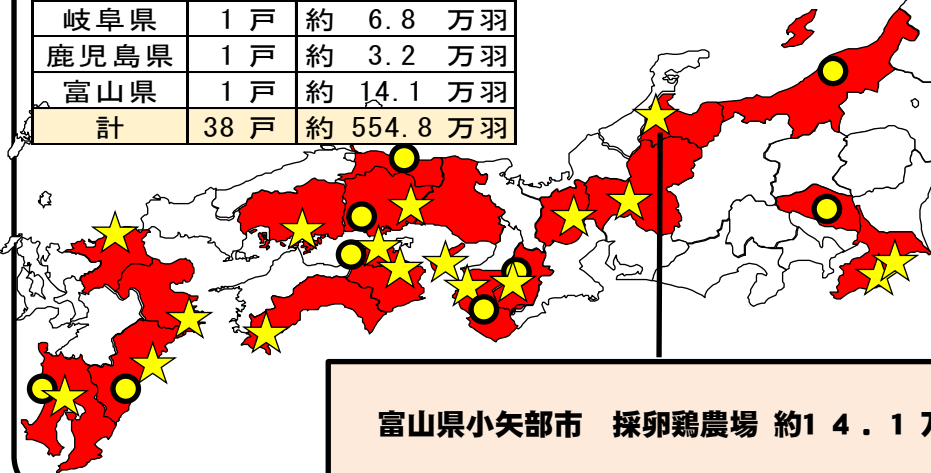 岐阜県 1 戸 約 6.8 万羽
鹿児島県 1 戸 約 3.2 万羽
富山県 1 戸 約 14.1 万羽
計 38 戸 約 554.8 万羽
富山県小矢部市 採卵鶏農場 約14.1万